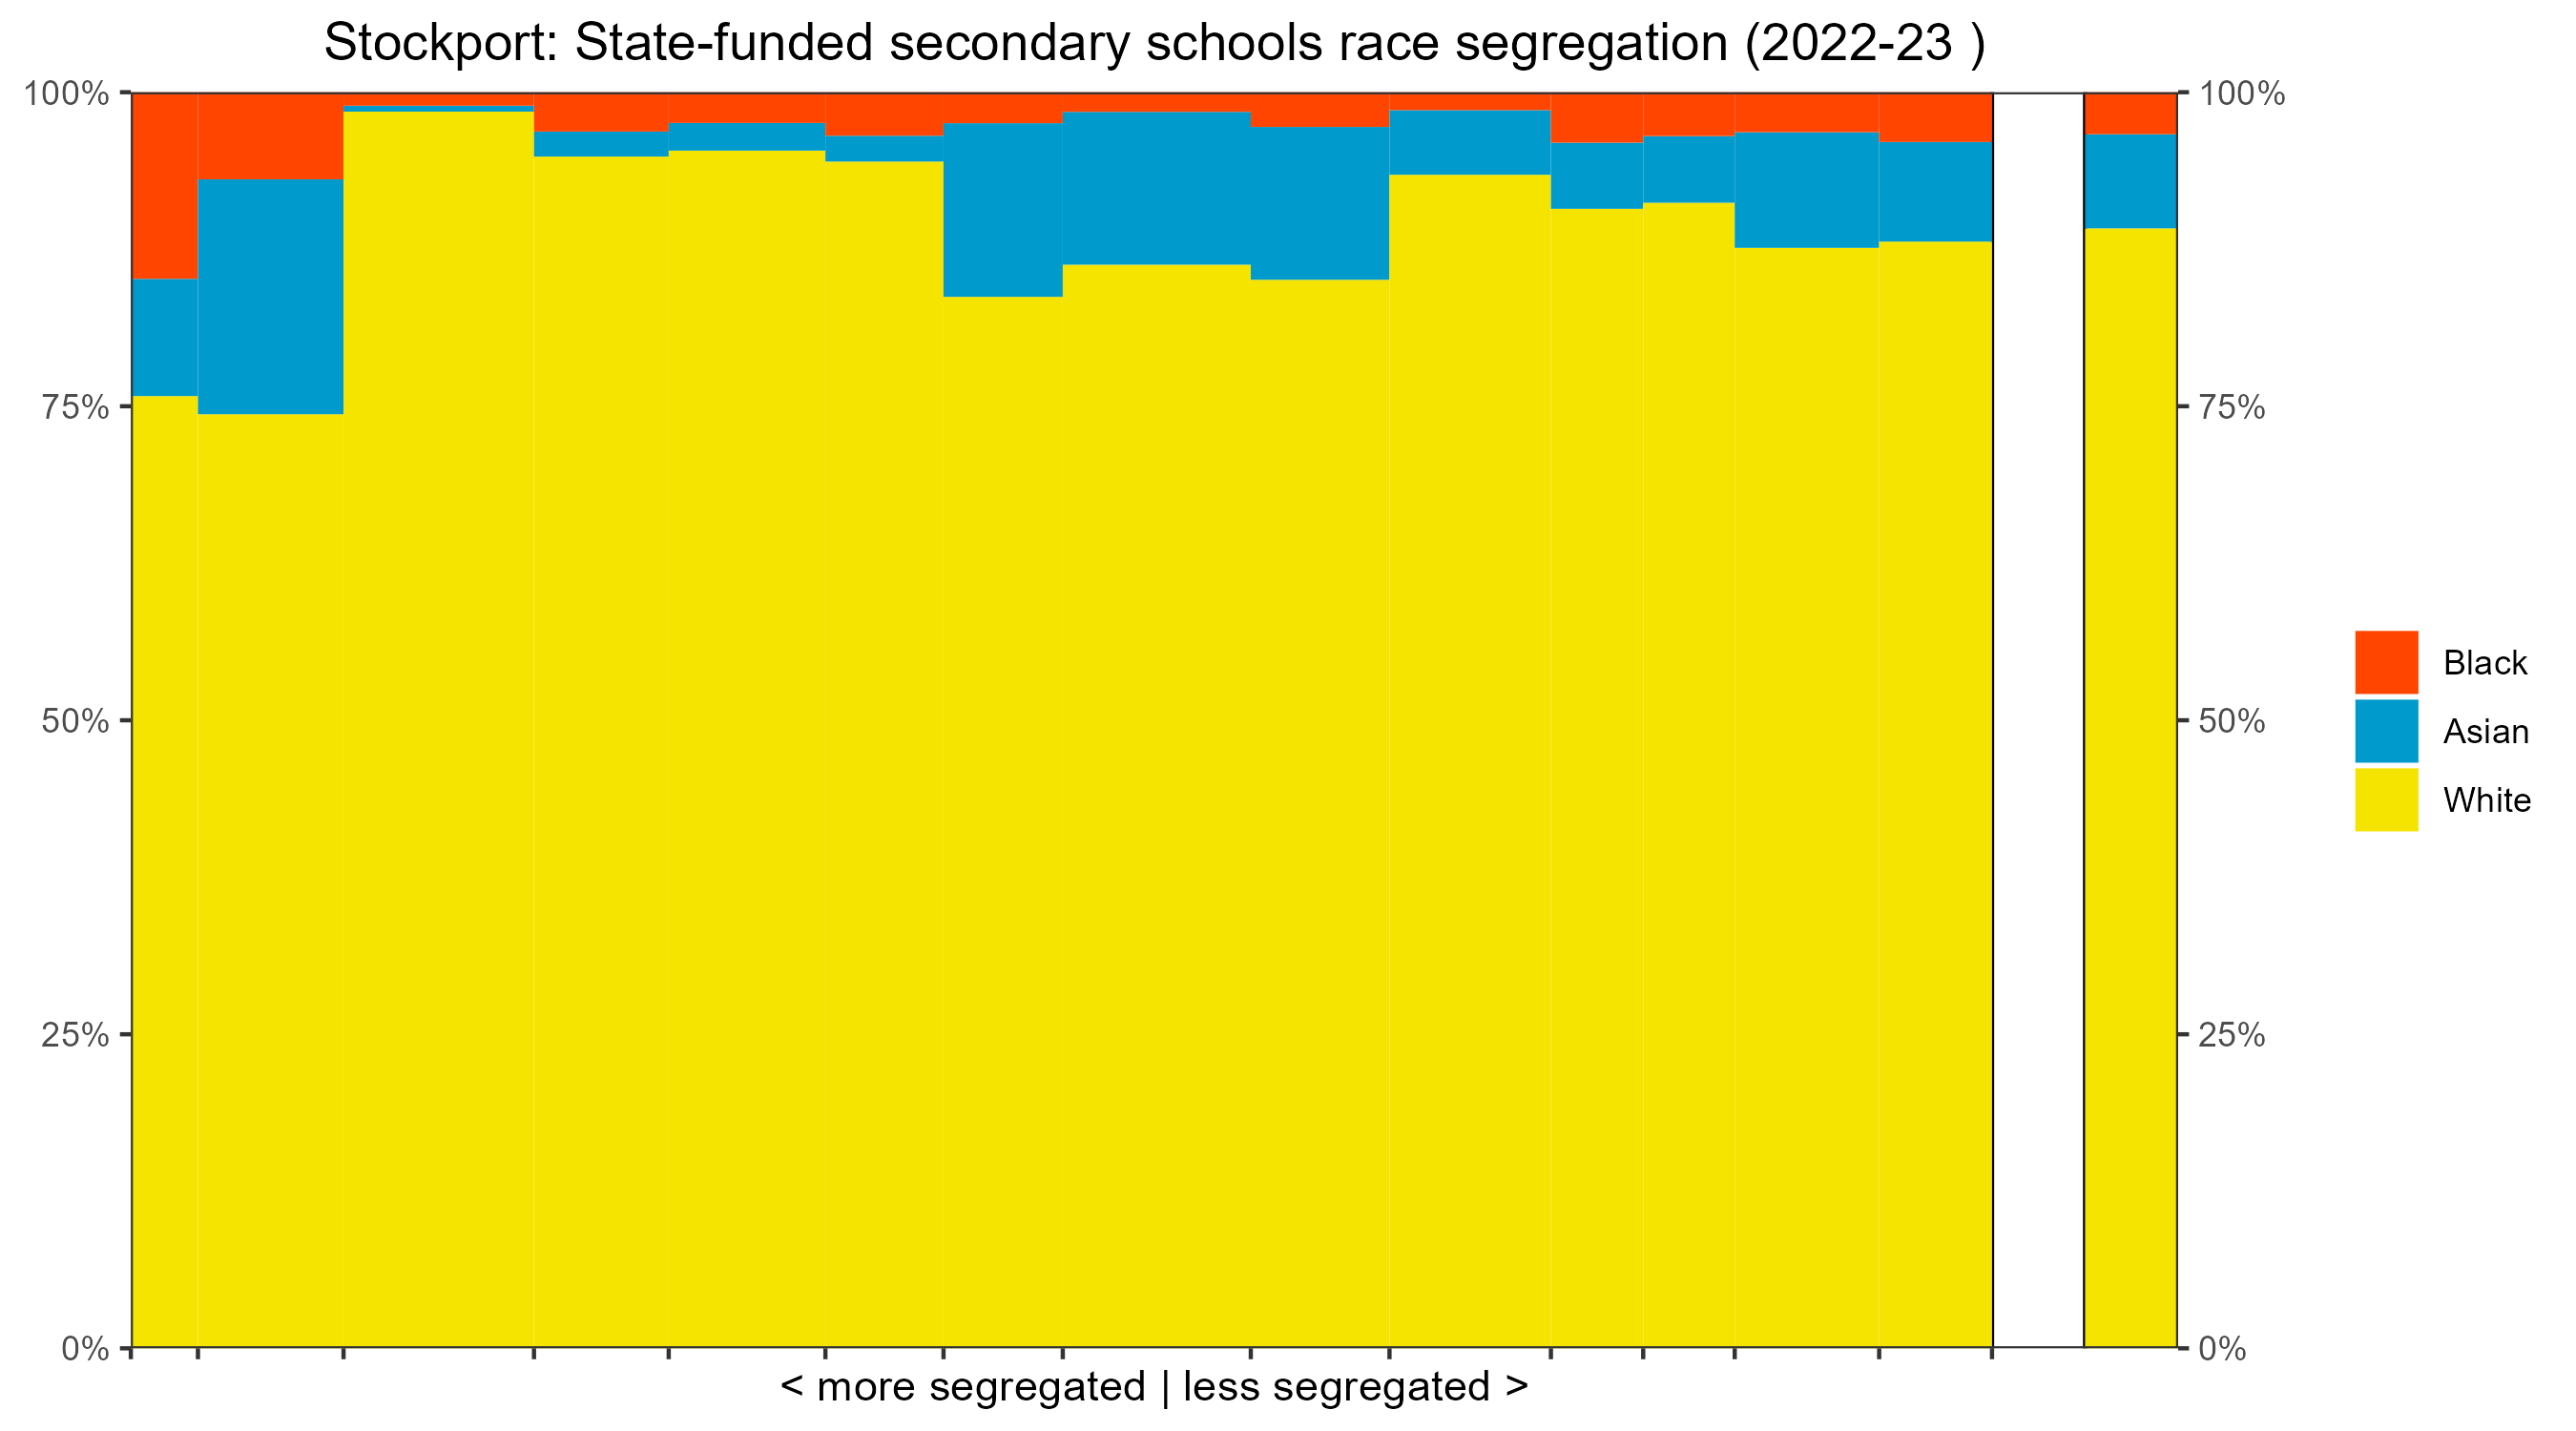 Stockport: State-funded secondary schools race segregation (2022-23 )
100%
75%
50%
25%
0%
100%
75%
50%
25%
0%
Black
Asian
White
< more segregated | less segregated >